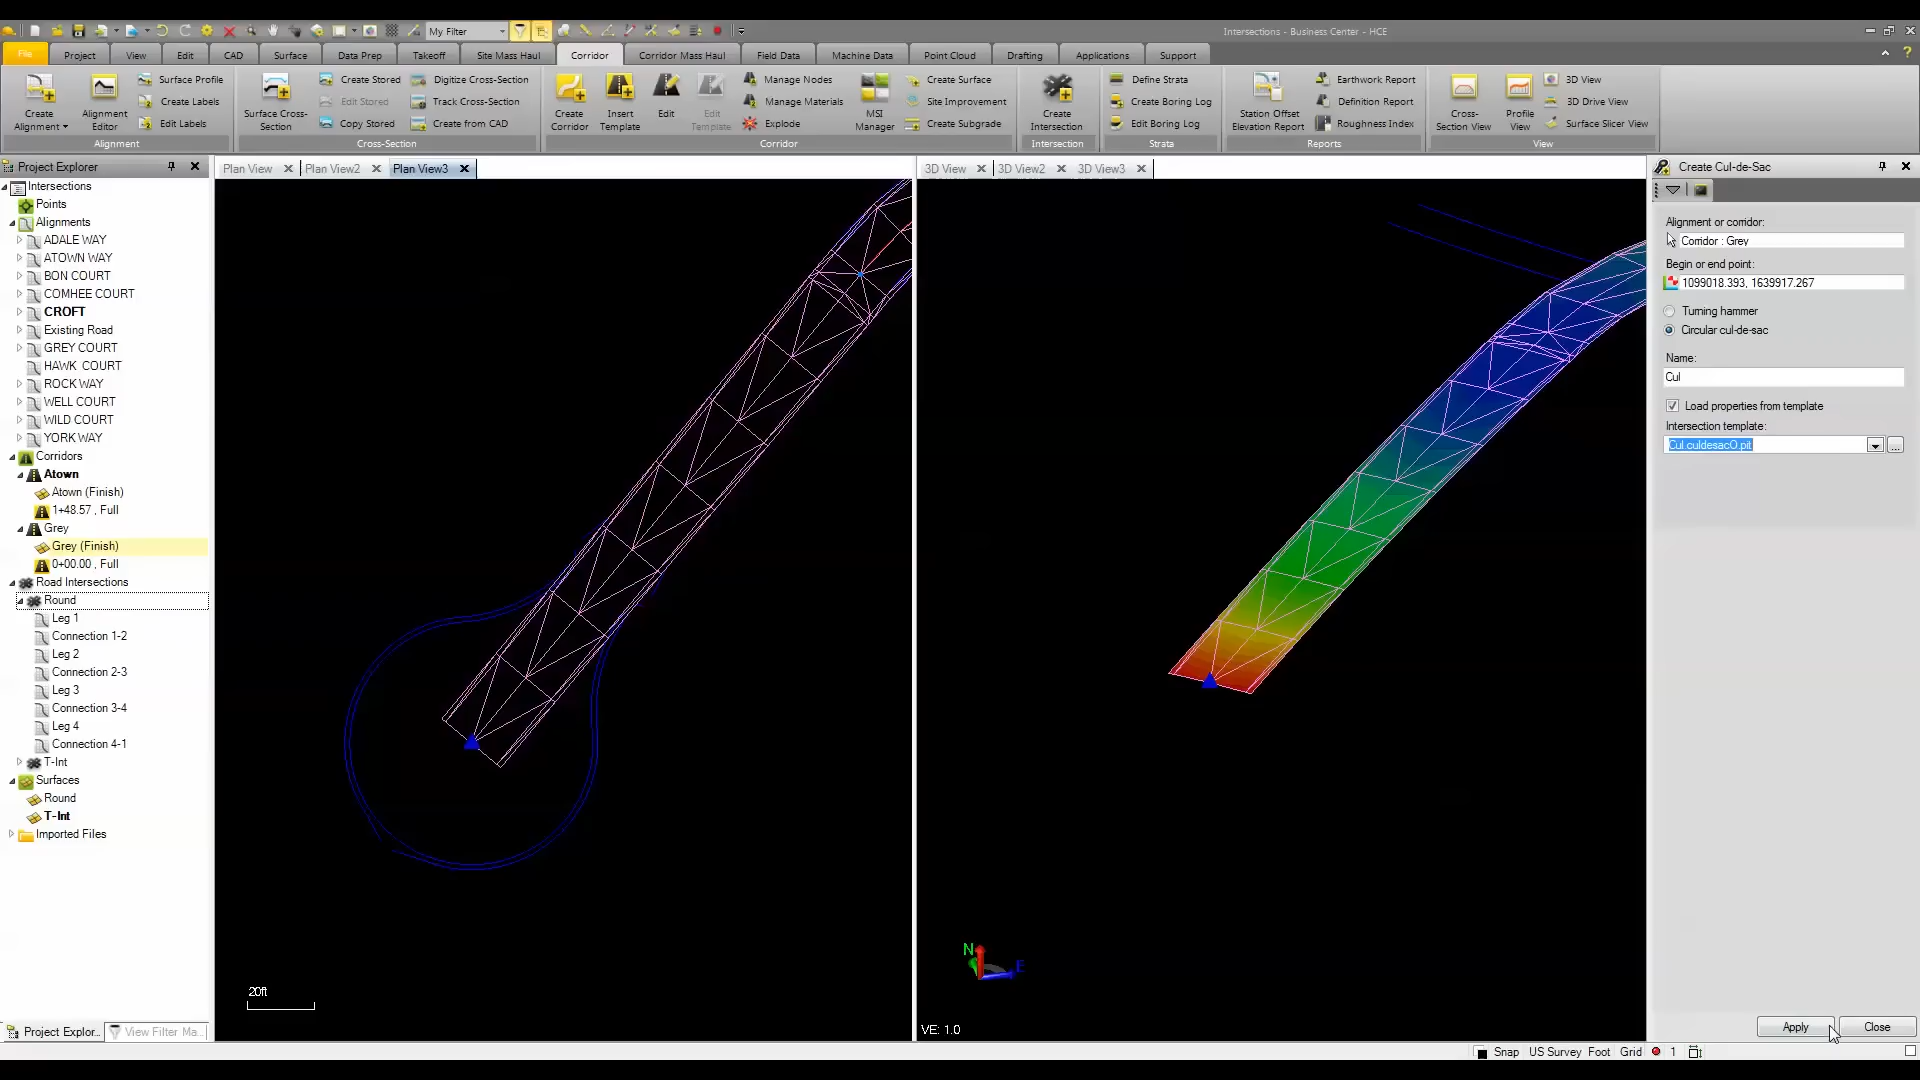 My Filter
Intersections - Business Center - HCE
File
Project
View
Edit
CAD
Surface
Data Prep
Takeoff
Site Mass Haul
Corridor
Corridor Mass Haul
Field Data
Machine Data
Point Cloud
Drafting
Applications
Support
Create Alignment
Alignment Editor
Surface Profile
Create Labels
Edit Labels
Alignment
Surface Cross-Section
Create Stored
Edit Stored
Copy Stored
Digitize Cross-Section
Track Cross-Section
Create from CAD
Cross-Section
Create Corridor
Insert Template
Edit
Edit Template
Manage Nodes
Manage Materials
Explode
MSI Manager
Create Surface
Site Improvement
Create Subgrade
Corridor
Create Intersection
Intersection
Define Strata
Create Boring Log
Edit Boring Log
Strata
Station Offset Elevation Report
Earthwork Report
Definition Report
Roughness Index
Reports
Cross-Section View
Profile View
3D View
3D Drive View
Surface Slicer View
View
Project Explorer
Intersections
Points
Alignments
ADALE WAY
ATOWN WAY
BON COURT
COMHEE COURT
CROFT
Existing Road
GREY COURT
HAWK COURT
ROCK WAY
WELL COURT
WILD COURT
YORK WAY
Corridors
Atown
Atown (Finish)
1+48.57 , Full
Grey
Grey (Finish)
0+00.00 , Full
Road Intersections
Round
Leg 1
Connection 1-2
Leg 2
Connection 2-3
Leg 3
Connection 3-4
Leg 4
Connection 4-1
T-Int
Surfaces
Round
T-Int
Imported Files
Project Explor...
View Filter Ma...
Plan View
Plan View2
Plan View3
20ft
3D View
3D View2
3D View3
N
E
VE: 1.0
Create Cul-de-Sac
Alignment or corridor:
Corridor : Grey
Begin or end point:
1099018.393, 1639917.267
Turning hammer
Circular cul-de-sac
Name:
Cul
Load properties from template
Intersection template:
Cul.culdesacO.pit
...
Apply
Close
Snap
US Survey Foot
Grid
1